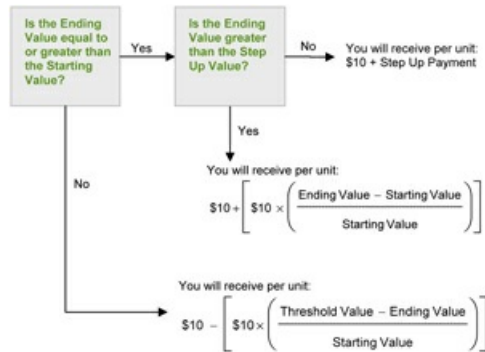 Is the Ending
Value equal to
or greater than
the Starting
Value?
Yes
Is the Ending
Value greater
than the Step
Up Value?
No
You will receive per unit:
$10 + Step Up Payment
Yes
You will receive per unit:
$10 + [ $10 × ( Ending Value – Starting Value
Starting Value ) ]
No
You will receive per unit:
$10 – [ $10 × ( Threshold Value – Ending Value
Starting Value ) ]